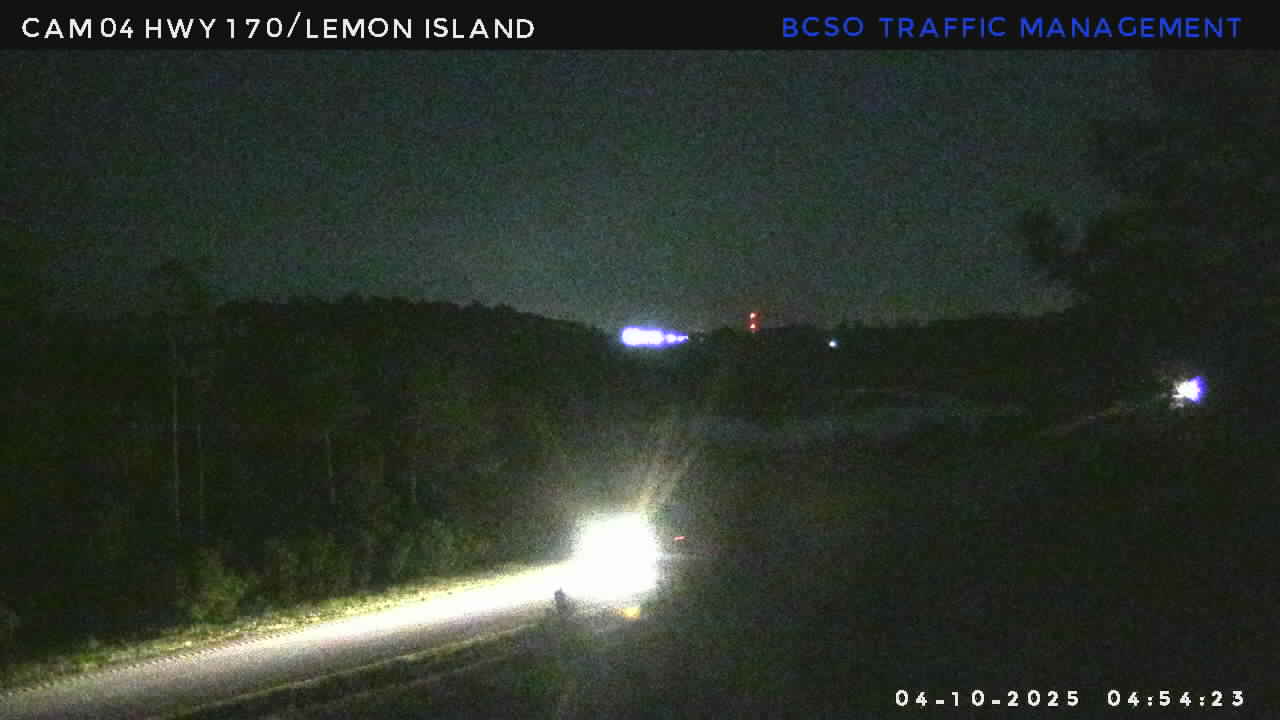 CAM04 HWY 170/LEMON ISLAND
BCSO TRAFFIC MANAGEMENT
04-10-2025 04:54:23